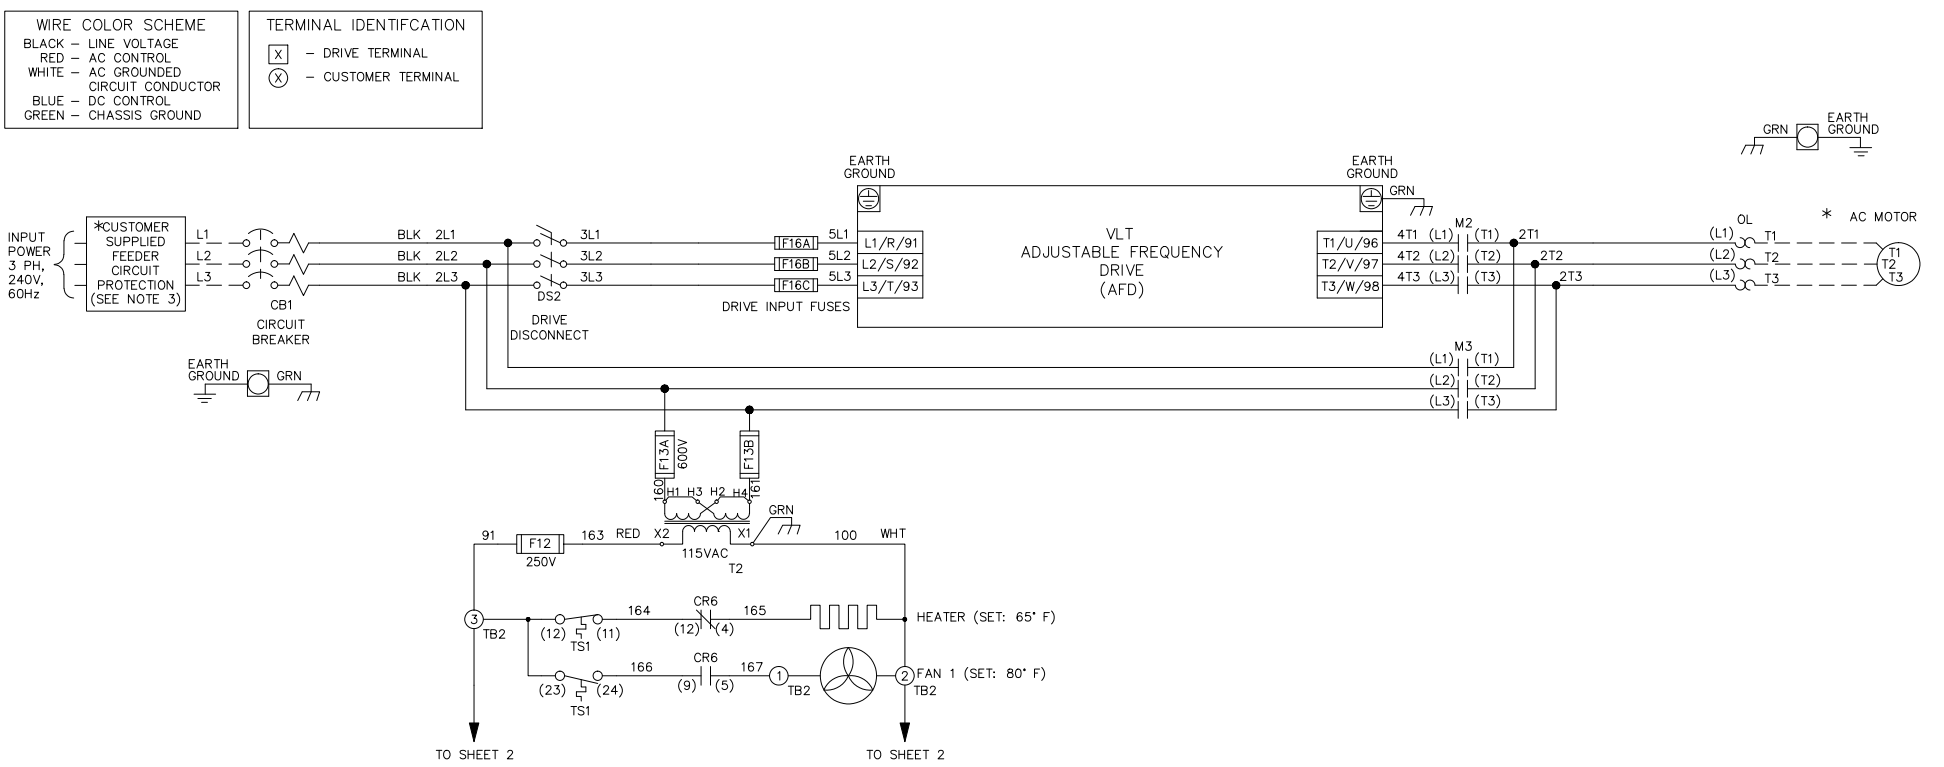 WIRE COLOR SCHEME
BLACK – LINE VOLTAGE
RED – AC CONTROL
WHITE – AC GROUNDED
CIRCUIT CONDUCTOR
BLUE – DC CONTROL
GREEN – CHASSIS GROUND
TERMINAL IDENTIFCATION
X – DRIVE TERMINAL
X – CUSTOMER TERMINAL
GRN
EARTH
GROUND
EARTH
GROUND
EARTH
GROUND
GRN
INPUT
POWER
3 PH,
240V,
60Hz
*CUSTOMER
SUPPLIED
FEEDER
CIRCUIT
PROTECTION
(SEE NOTE 3)
L1
L2
L3
CB1
CIRCUIT
BREAKER
BLK 2L1
BLK 2L2
BLK 2L3
3L1
3L2
3L3
DS2
DRIVE
DISCONNECT
F16A
F16B
F16C
DRIVE INPUT FUSES
5L1
5L2
5L3
L1/R/91
L2/S/92
L3/T/93
VLT
ADJUSTABLE FREQUENCY
DRIVE
(AFD)
T1/U/96
T2/V/97
T3/W/98
M2
4T1 (L1) (T1) 2T1
4T2 (L2) (T2) 2T2
4T3 (L3) (T3) 2T3
OL
(L1) T1
(L2) T2
(L3) T3
* AC MOTOR
T1
T2
T3
M3
(L1) (T1)
(L2) (T2)
(L3) (T3)
EARTH
GROUND
GRN
F13A
600V
F13B
160
161
H1 H3 H2 H4
GRN
91
F12
250V
163 RED X2
X1
115VAC
T2
100 WHT
3
TB2
(12) (11)
TS1
164
CR6
(12) (4)
165
HEATER (SET: 65° F)
(23) (24)
TS1
166
CR6
(9) (5)
167
1
TB2
2
TB2
FAN 1 (SET: 80° F)
TO SHEET 2
TO SHEET 2